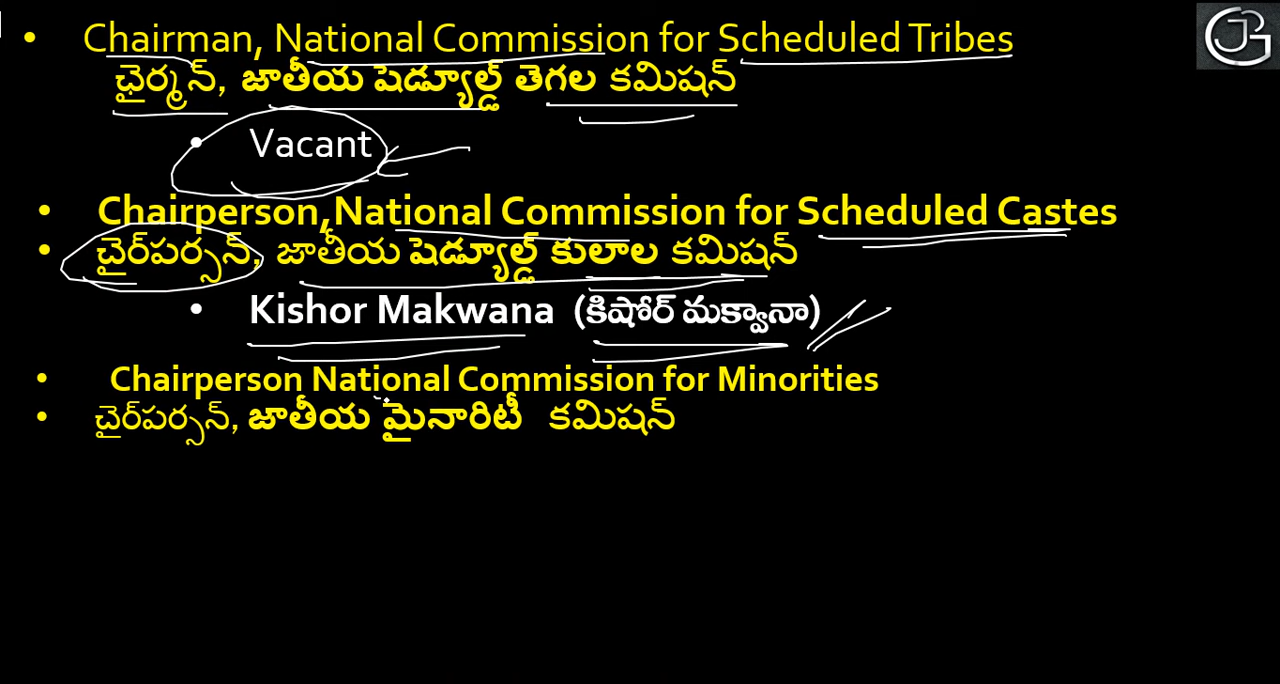 • Chairman, National Commission for Scheduled Tribes
ఛైర్మన్, జాతీయ షెడ్యూల్డ్ తెగల కమిషన్
• Vacant
• Chairperson,National Commission for Scheduled Castes
• చైర్‌పర్సన్, జాతీయ షెడ్యూల్డ్ కులాల కమిషన్
• Kishor Makwana (కిషోర్ మక్వానా)
• Chairperson National Commission for Minorities
• చైర్‌పర్సన్, జాతీయ మైనారిటీ కమిషన్